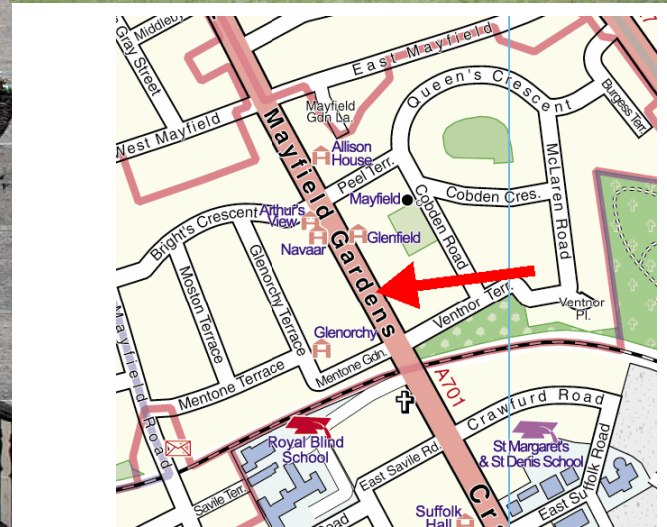 Middleby
Gray Street
East Mayfield
Queen's Crescent
Burgess Terr.
Mayfield
Gdn La.
West Mayfield
Allison
House
Peel Terr.
Mayfield
McLaren Road
Cobden Cres.
Cobden Road
Mayfield Gardens
Arthur's
View
Bright's Crescent
Navaar
Glenfield
Moston Terrace
Glenorchy Terrace
Ventnor Terr.
Ventnor
Pl.
Mayfield Road
Glenorchy
Mentone Gdn.
Mentone Terrace
A701
Crawfurd Road
Royal Blind
School
St Margaret's
& St Denis School
East Savile Rd.
East Suffolk Road
Savile Terr.
Road
Suffolk
Hall